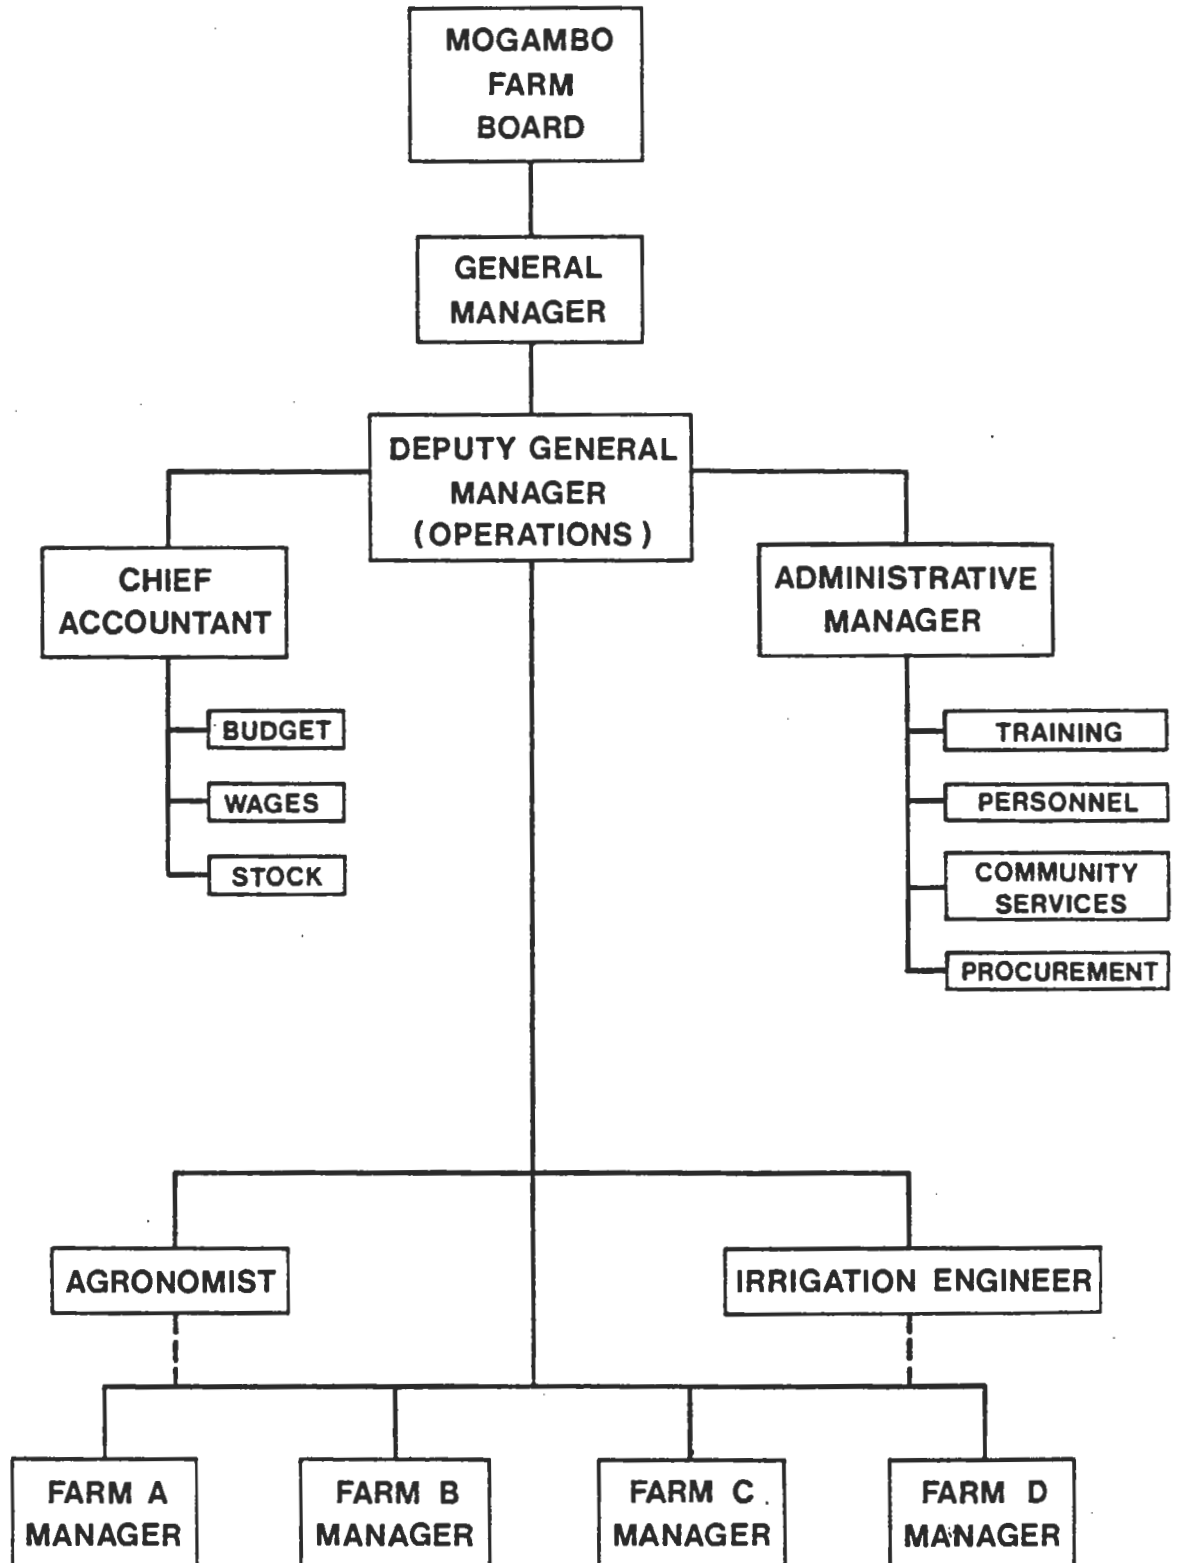 MOGAMBO
FARM
BOARD
GENERAL
MANAGER
DEPUTY GENERAL
MANAGER
(OPERATIONS)
CHIEF
ACCOUNTANT
ADMINISTRATIVE
MANAGER
BUDGET
WAGES
STOCK
TRAINING
PERSONNEL
COMMUNITY
SERVICES
PROCUREMENT
AGRONOMIST
IRRIGATION ENGINEER
FARM A
MANAGER
FARM B
MANAGER
FARM C
MANAGER
FARM D
MANAGER